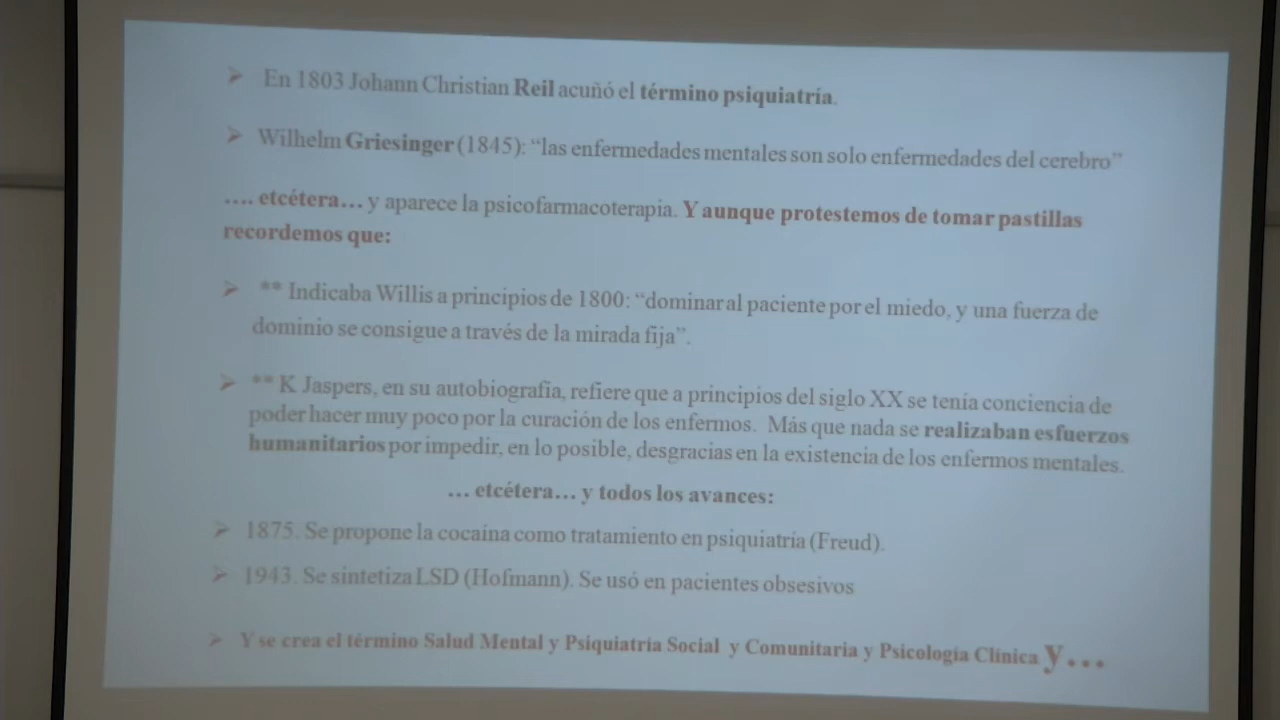 ➢ En 1803 Johann Christian Reil acuñó el término psiquiatría.
➢ Wilhelm Griesinger (1845): “las enfermedades mentales son solo enfermedades del cerebro”
.... etcétera… y aparece la psicofarmacoterapia. Y aunque protestemos de tomar pastillas
recordemos que:
➢ ** Indicaba Willis a principios de 1800: “dominar al paciente por el miedo, y una fuerza de
dominio se consigue a través de la mirada fija”.
➢ ** K Jaspers, en su autobiografía, refiere que a principios del siglo XX se tenía conciencia de
poder hacer muy poco por la curación de los enfermos. Más que nada se realizaban esfuerzos
humanitarios por impedir, en lo posible, desgracias en la existencia de los enfermos mentales.
… etcétera… y todos los avances:
➢ 1875. Se propone la cocaína como tratamiento en psiquiatría (Freud).
➢ 1943. Se sintetiza LSD (Hofmann). Se usó en pacientes obsesivos
➢ Y se crea el término Salud Mental y Psiquiatría Social y Comunitaria y Psicología Clínica y…